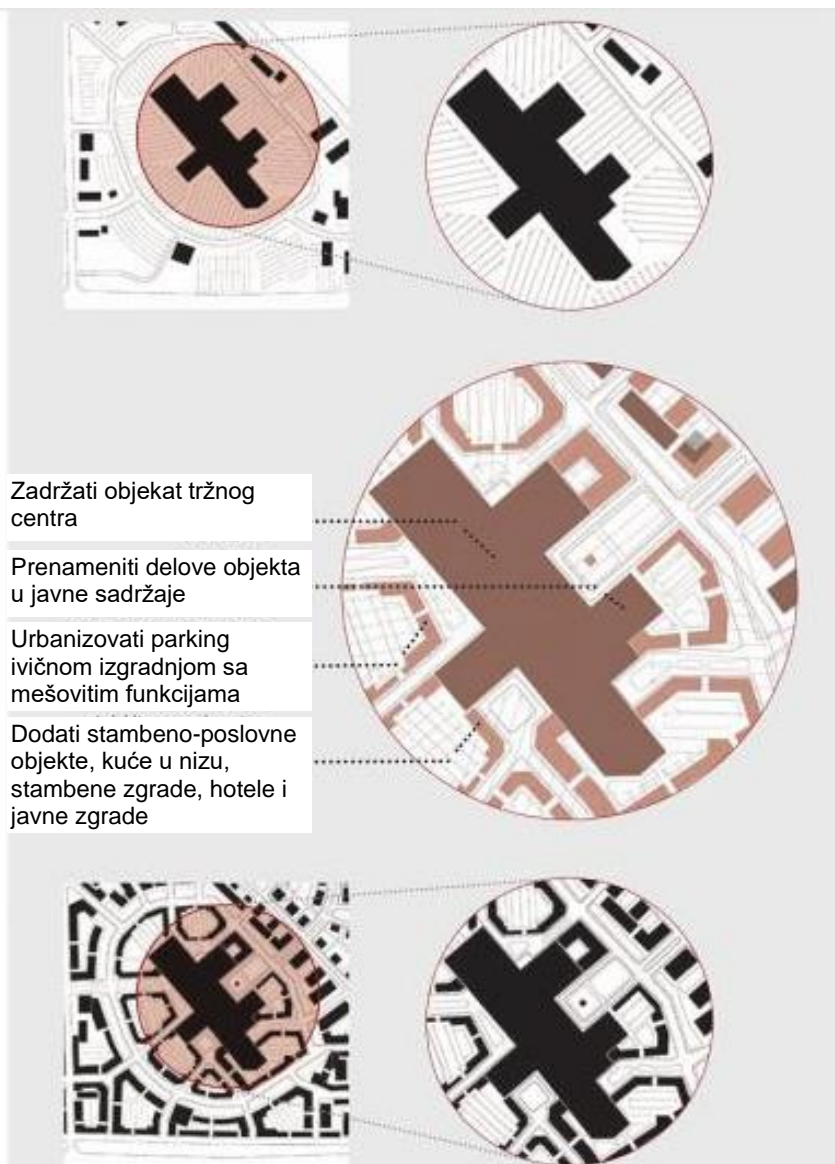 Zadržati objekat tržnog
centra
Prenameniti delove objekta
u javne sadržaje
Urbanizovati parking
ivičnom izgradnjom sa
mešovitim funkcijama
Dodati stambeno-poslovne
objekte, kuće u nizu,
stambene zgrade, hotele i
javne zgrade